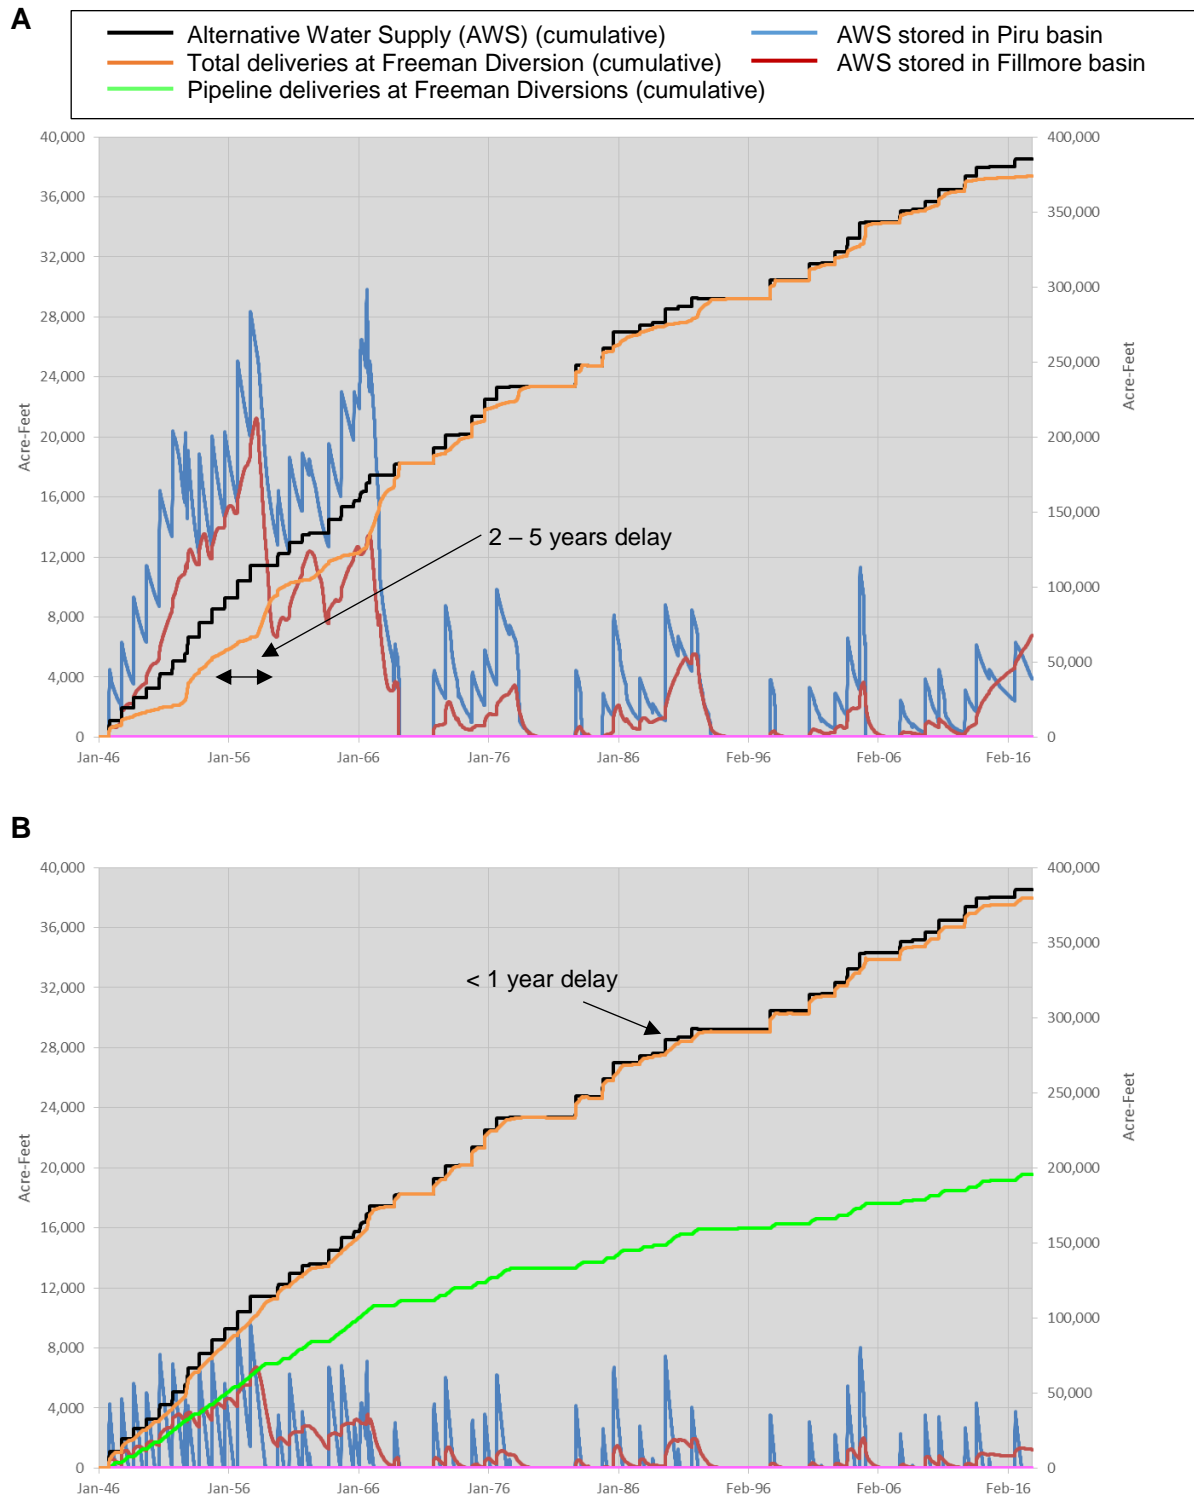 A
Alternative Water Supply (AWS) (cumulative)
AWS stored in Piru basin
Total deliveries at Freeman Diversion (cumulative)
AWS stored in Fillmore basin
Pipeline deliveries at Freeman Diversions (cumulative)
40,000
400,000
36,000
350,000
32,000
300,000
28,000
250,000
24,000
Acre-Feet
Acre-Feet
20,000
200,000
16,000
150,000
2 – 5 years delay
12,000
100,000
8,000
50,000
4,000
0
0
Jan-46
Jan-56
Jan-66
Jan-76
Jan-86
Feb-96
Feb-06
Feb-16
B
40,000
400,000
36,000
350,000
< 1 year delay
32,000
300,000
28,000
250,000
24,000
Acre-Feet
Acre-Feet
20,000
200,000
16,000
150,000
12,000
100,000
8,000
50,000
4,000
0
0
Jan-46
Jan-56
Jan-66
Jan-76
Jan-86
Feb-96
Feb-06
Feb-16